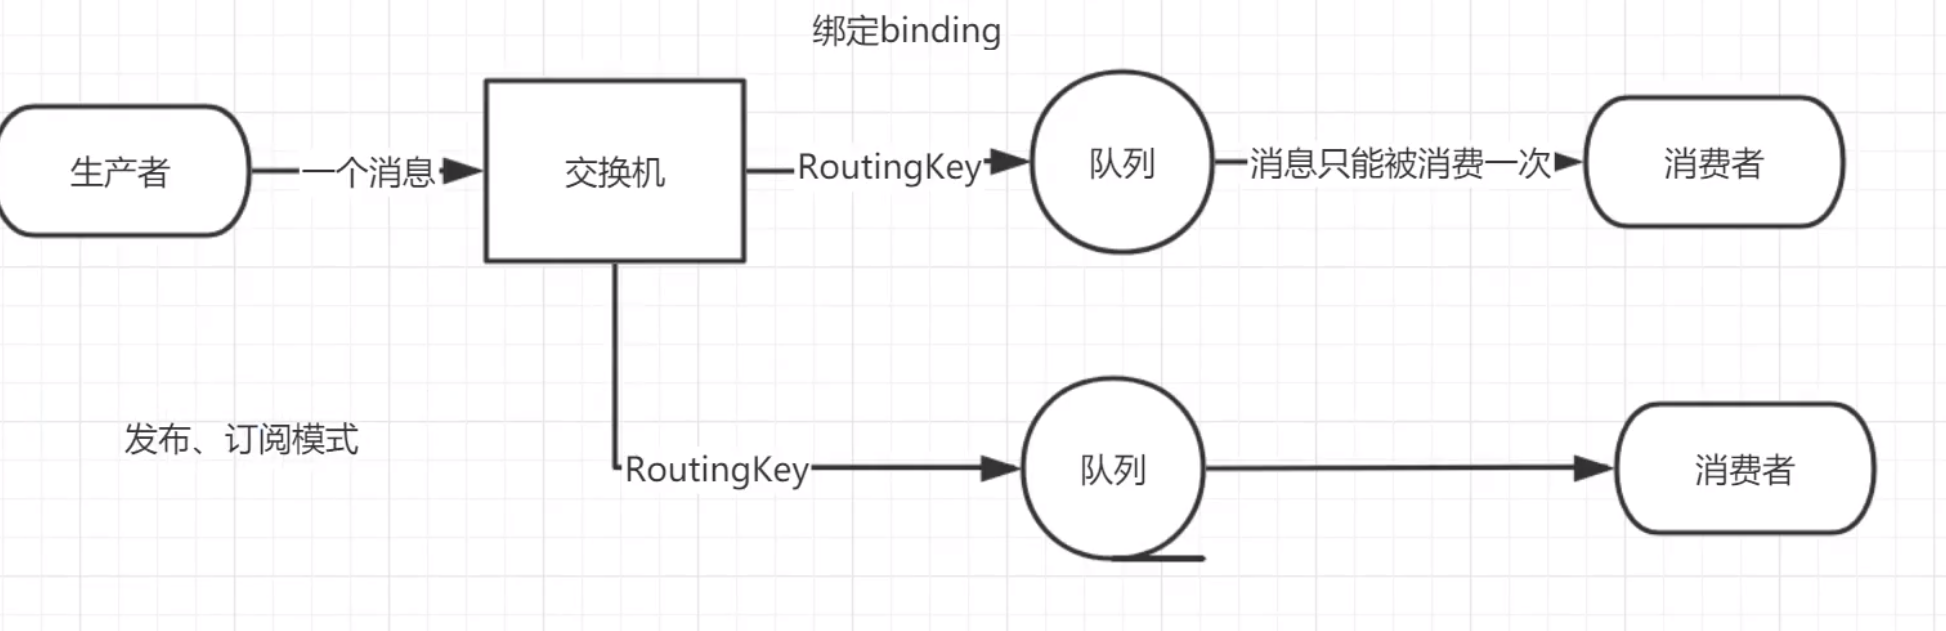 绑定binding
生产者
一个消息
交换机
RoutingKey
队列
消息只能被消费一次
消费者
发布、订阅模式
RoutingKey
队列
消费者